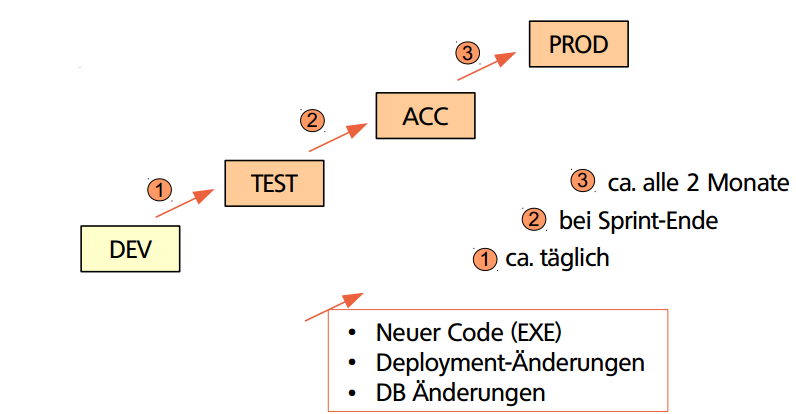 PROD
3
ACC
2
TEST
1
DEV
3 ca. alle 2 Monate
2 bei Sprint-Ende
1 ca. täglich
• Neuer Code (EXE)
• Deployment-Änderungen
• DB Änderungen